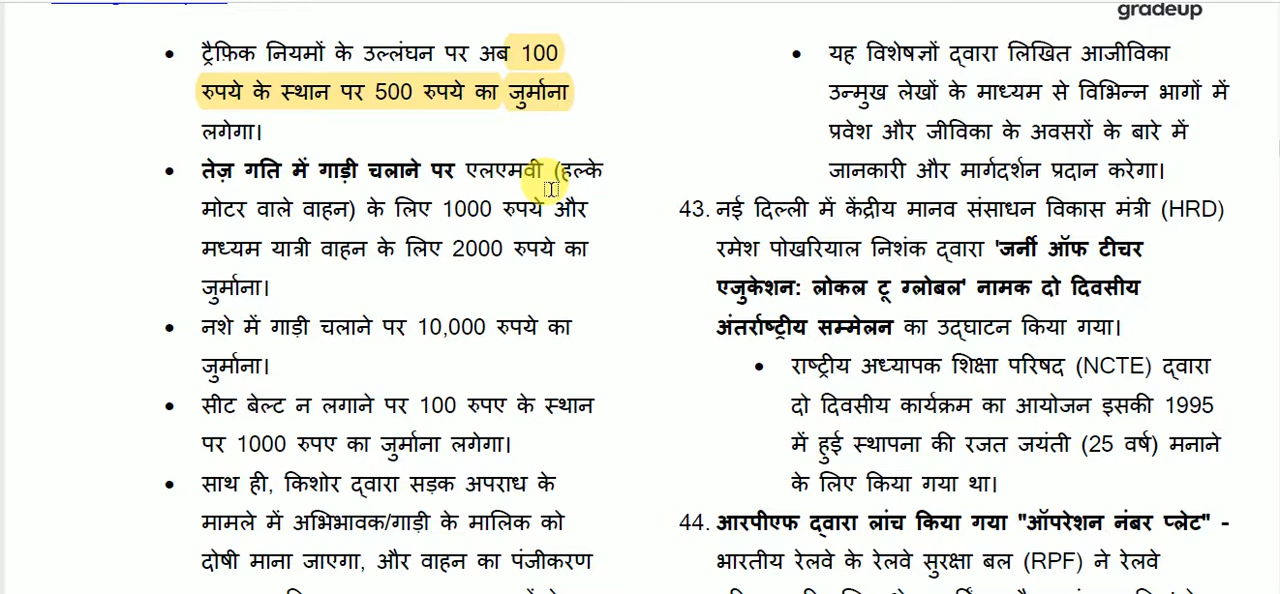 gradeup
• ट्रैफ़िक नियमों के उल्लंघन पर अब 100
रुपये के स्थान पर 500 रुपये का जुर्माना
लगेगा।
• तेज़ गति में गाड़ी चलाने पर एलएमवी (हल्के
मोटर वाले वाहन) के लिए 1000 रुपये और
मध्यम यात्री वाहन के लिए 2000 रुपये का
जुर्माना।
• नशे में गाड़ी चलाने पर 10,000 रुपये का
जुर्माना।
• सीट बेल्ट न लगाने पर 100 रुपए के स्थान
पर 1000 रुपए का जुर्माना लगेगा।
• साथ ही, किशोर द्वारा सड़क अपराध के
मामले में अभिभावक/गाड़ी के मालिक को
दोषी माना जाएगा, और वाहन का पंजीकरण
• यह विशेषज्ञों द्वारा लिखित आजीविका
उन्मुख लेखों के माध्यम से विभिन्न भागों में
प्रवेश और जीविका के अवसरों के बारे में
जानकारी और मार्गदर्शन प्रदान करेगा।
43. नई दिल्ली में केंद्रीय मानव संसाधन विकास मंत्री (HRD)
रमेश पोखरियाल निशंक द्वारा 'जर्नी ऑफ टीचर
एजुकेशन: लोकल टू ग्लोबल' नामक दो दिवसीय
अंतर्राष्ट्रीय सम्मेलन का उद्घाटन किया गया।
• राष्ट्रीय अध्यापक शिक्षा परिषद (NCTE) द्वारा
दो दिवसीय कार्यक्रम का आयोजन इसकी 1995
में हुई स्थापना की रजत जयंती (25 वर्ष) मनाने
के लिए किया गया था।
44. आरपीएफ द्वारा लांच किया गया "ऑपरेशन नंबर प्लेट" -
भारतीय रेलवे के रेलवे सुरक्षा बल (RPF) ने रेलवे